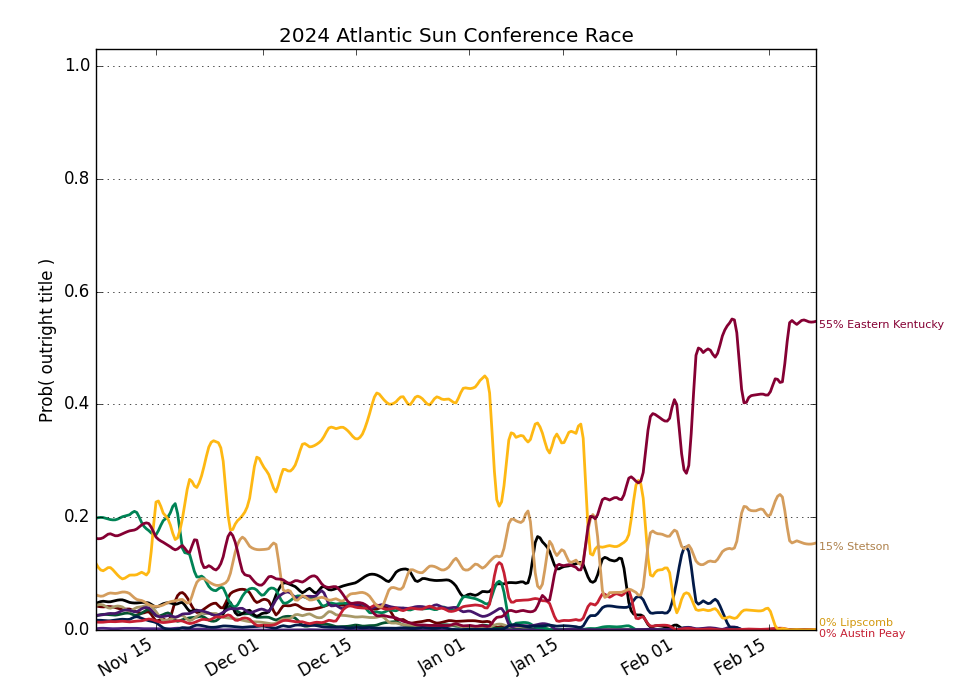 2024 Atlantic Sun Conference Race
Prob( outright title )
1.0
0.8
0.6
0.4
0.2
0.0
Nov 15
Dec 01
Dec 15
Jan 01
Jan 15
Feb 01
Feb 15
55% Eastern Kentucky
15% Stetson
0% Lipscomb
0% Austin Peay